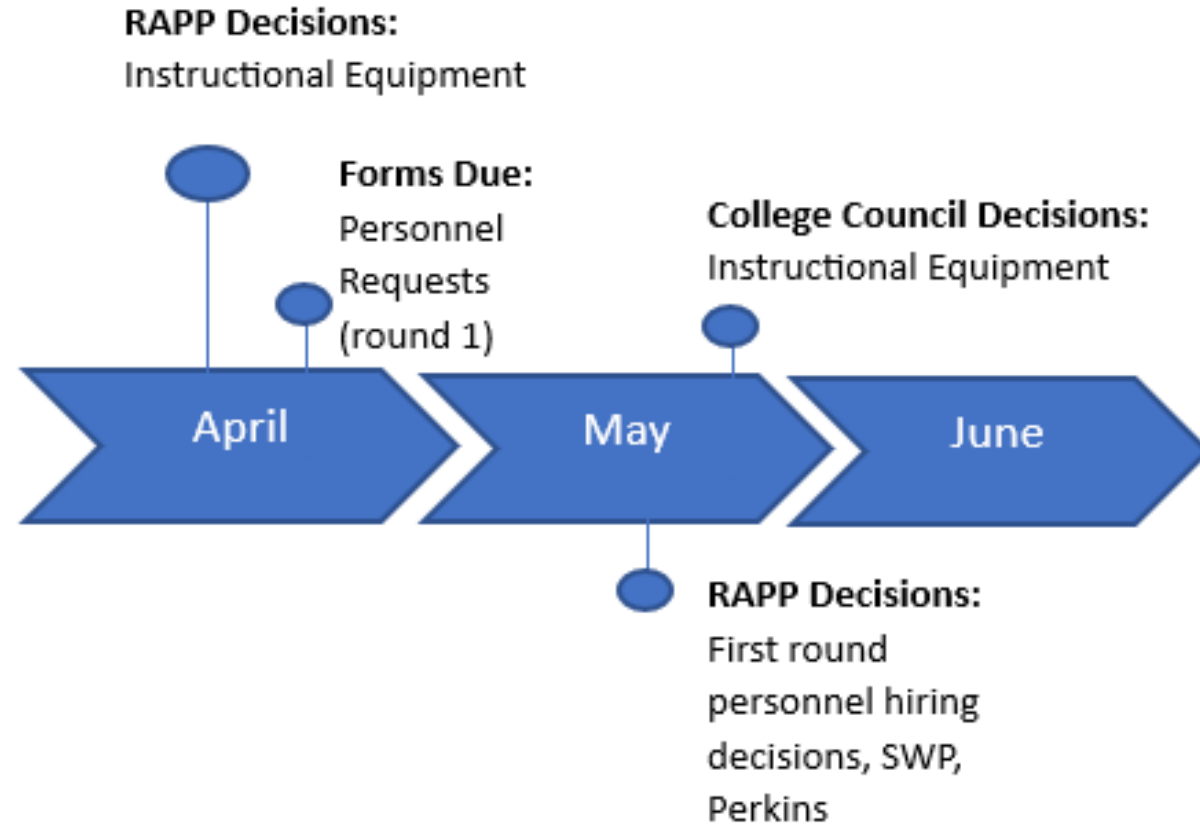 RAPP Decisions:
Instructional Equipment
Forms Due:
Personnel
Requests
(round 1)
College Council Decisions:
Instructional Equipment
April
May
June
RAPP Decisions:
First round
personnel hiring
decisions, SWP,
Perkins